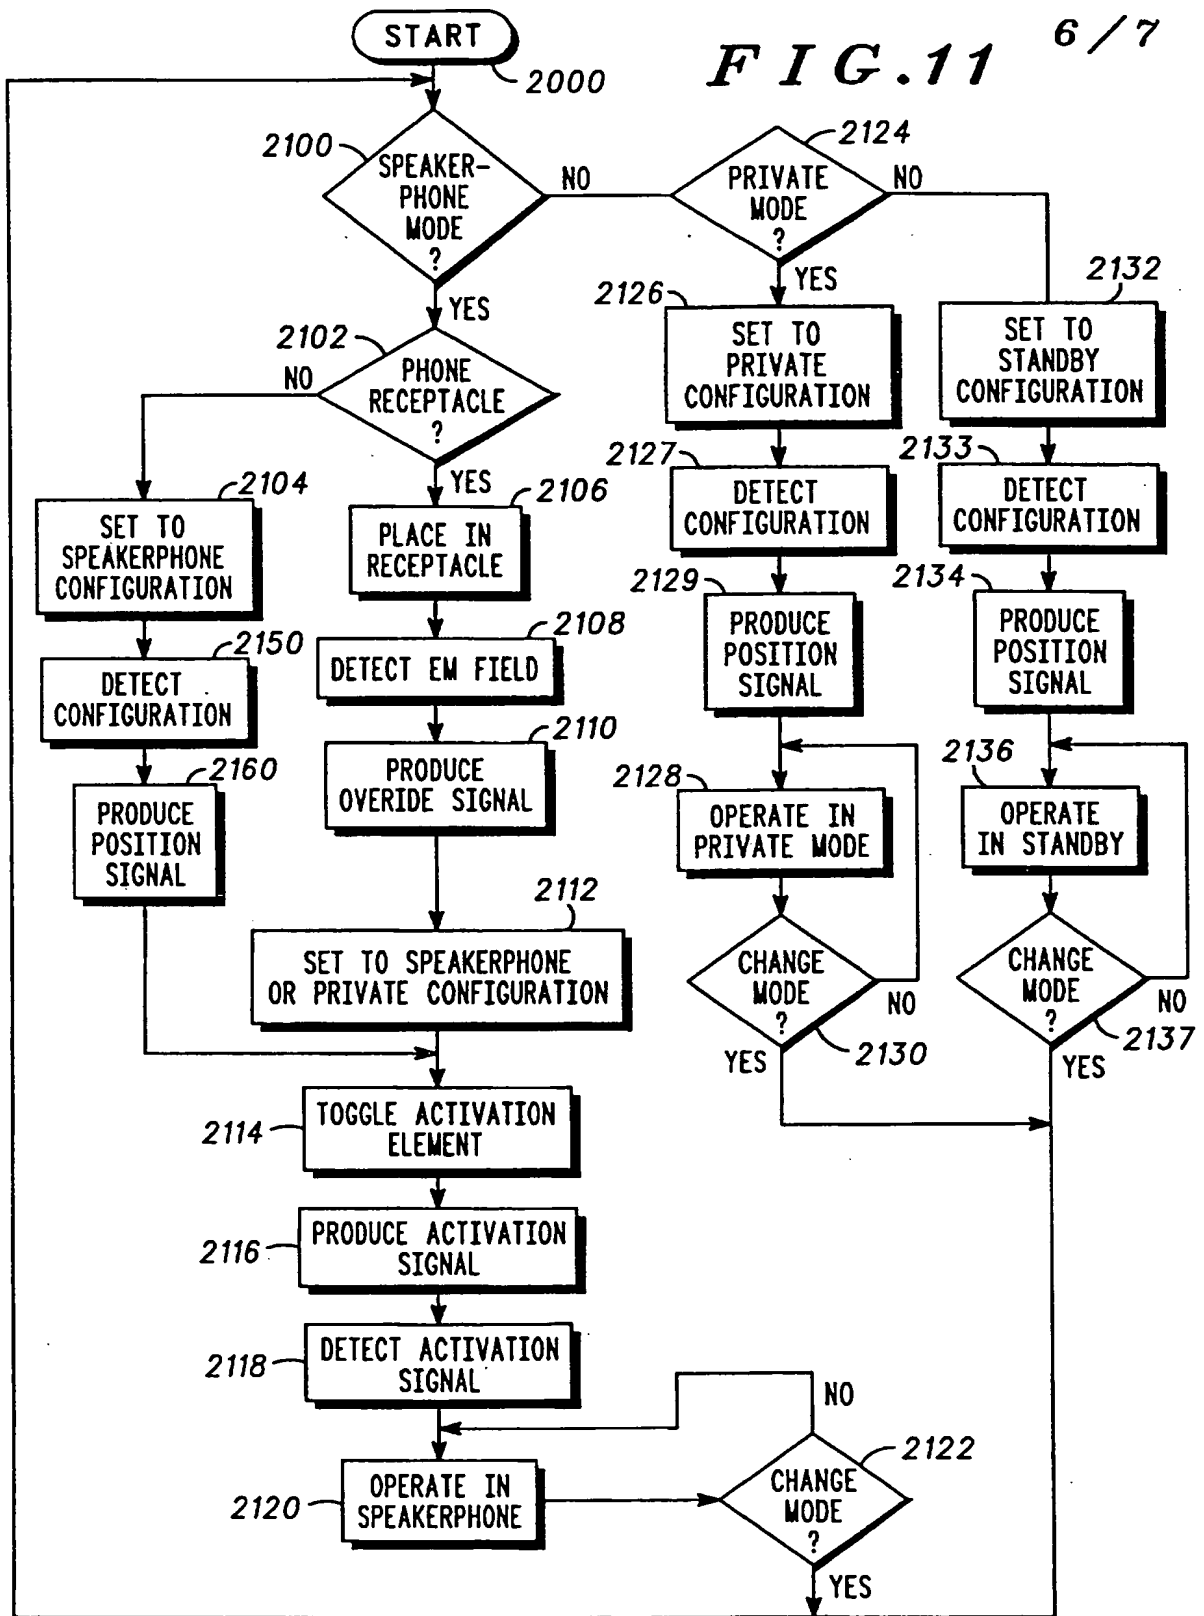 6/7
FIG.11
START
2000
2100
SPEAKER-
PHONE
MODE
?
NO
YES
2124
PRIVATE
MODE
?
NO
YES
2102
PHONE
RECEPTACLE
?
NO
YES
2104
SET TO
SPEAKERPHONE
CONFIGURATION
2150
DETECT
CONFIGURATION
2160
PRODUCE
POSITION
SIGNAL
2106
PLACE IN
RECEPTACLE
2108
DETECT EM FIELD
2110
PRODUCE
OVERIDE SIGNAL
2112
SET TO SPEAKERPHONE
OR PRIVATE CONFIGURATION
2114
TOGGLE ACTIVATION
ELEMENT
2116
PRODUCE ACTIVATION
SIGNAL
2118
DETECT ACTIVATION
SIGNAL
2120
OPERATE IN
SPEAKERPHONE
2122
CHANGE
MODE
?
NO
YES
2126
SET TO
PRIVATE
CONFIGURATION
2127
DETECT
CONFIGURATION
2129
PRODUCE
POSITION
SIGNAL
2128
OPERATE IN
PRIVATE MODE
CHANGE
MODE
?
NO
2130
YES
2132
SET TO
STANDBY
CONFIGURATION
2133
DETECT
CONFIGURATION
2134
PRODUCE
POSITION
SIGNAL
2136
OPERATE
IN STANDBY
CHANGE
MODE
?
NO
2137
YES